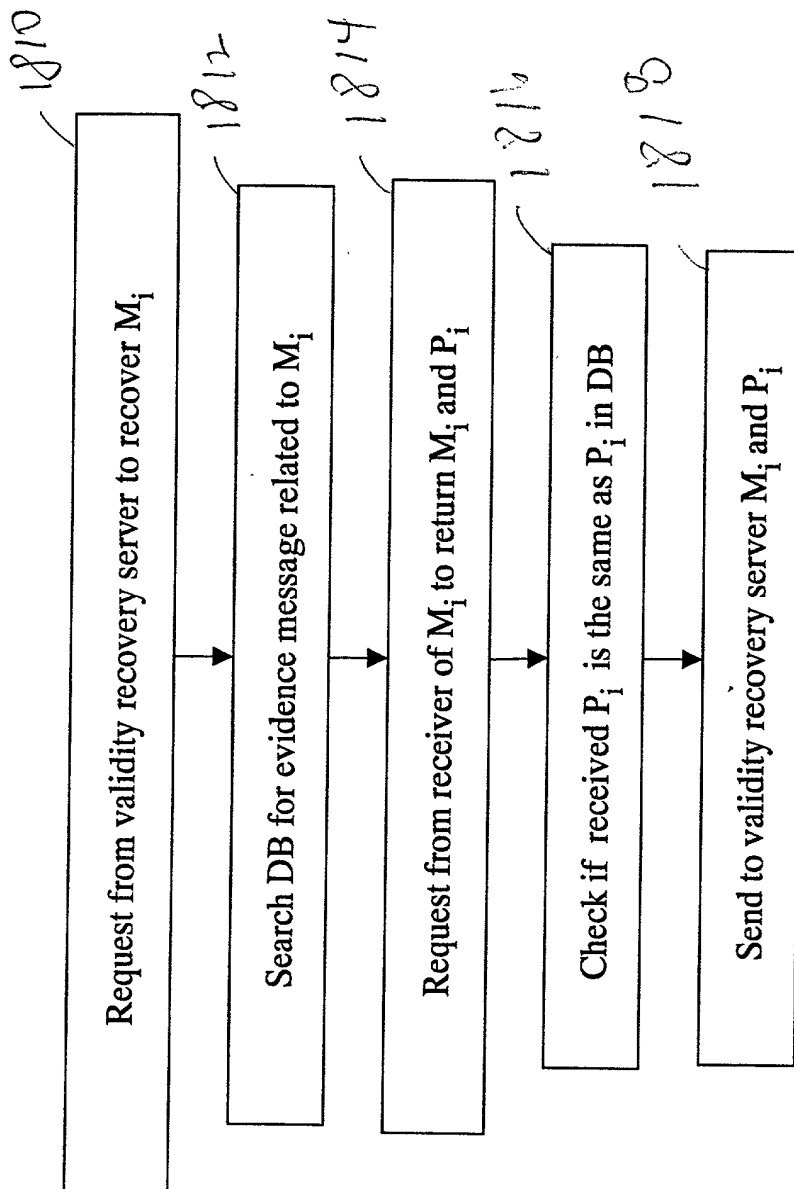 1810
Request from validity recovery server to recover Mi
1812
Search DB for evidence message related to Mi
1814
Request from receiver of Mi to return Mi and Pi
1816
Check if received Pi is the same as Pi in DB
1818
Send to validity recovery server Mi and Pi